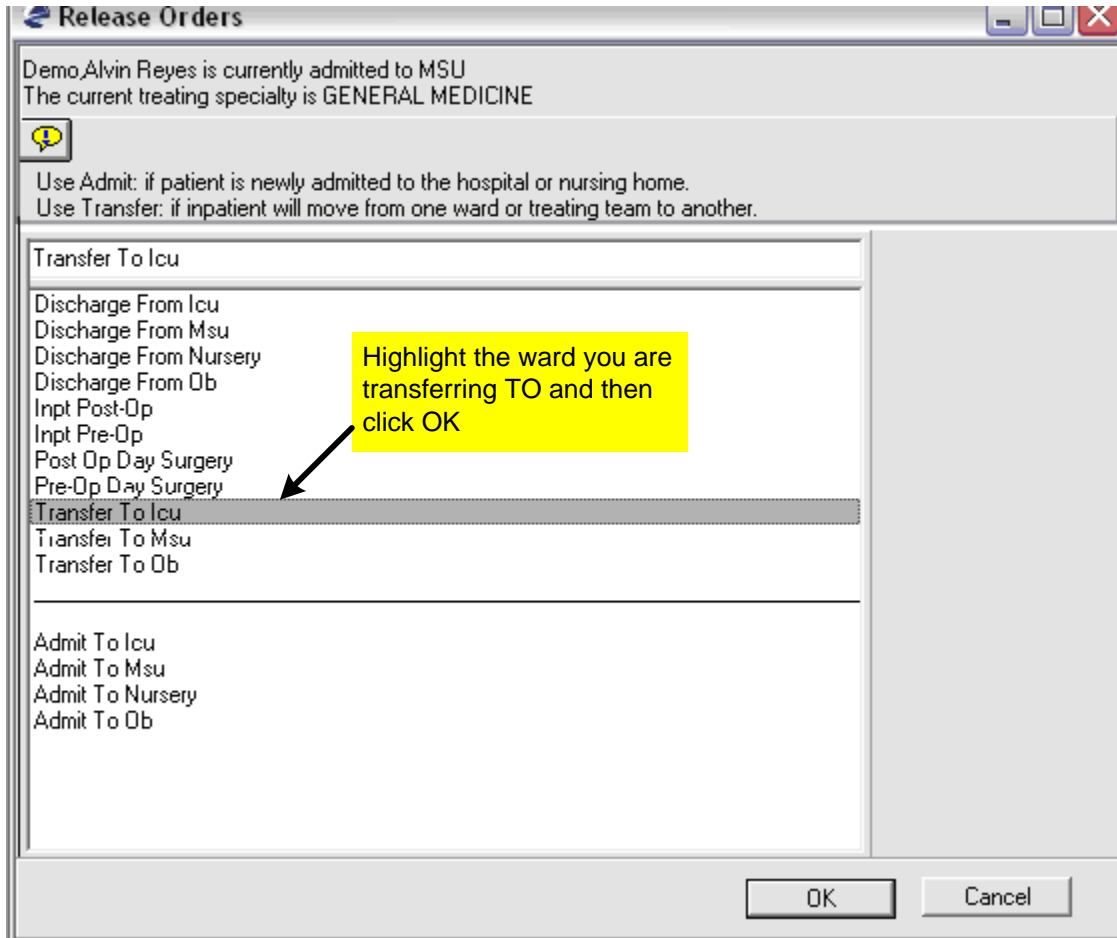 Release Orders
Demo,Alvin Reyes is currently admitted to MSU
The current treating specialty is GENERAL MEDICINE
Use Admit: if patient is newly admitted to the hospital or nursing home.
Use Transfer: if inpatient will move from one ward or treating team to another.
Transfer To Icu
Discharge From Icu
Discharge From Msu
Discharge From Nursery
Discharge From Ob
Inpt Post-Op
Inpt Pre-Op
Post Op Day Surgery
Pre-Op Day Surgery
Transfer To Icu
Transfer To Msu
Transfer To Ob
Highlight the ward you are
transferring TO and then
click OK
Admit To Icu
Admit To Msu
Admit To Nursery
Admit To Ob
OK
Cancel